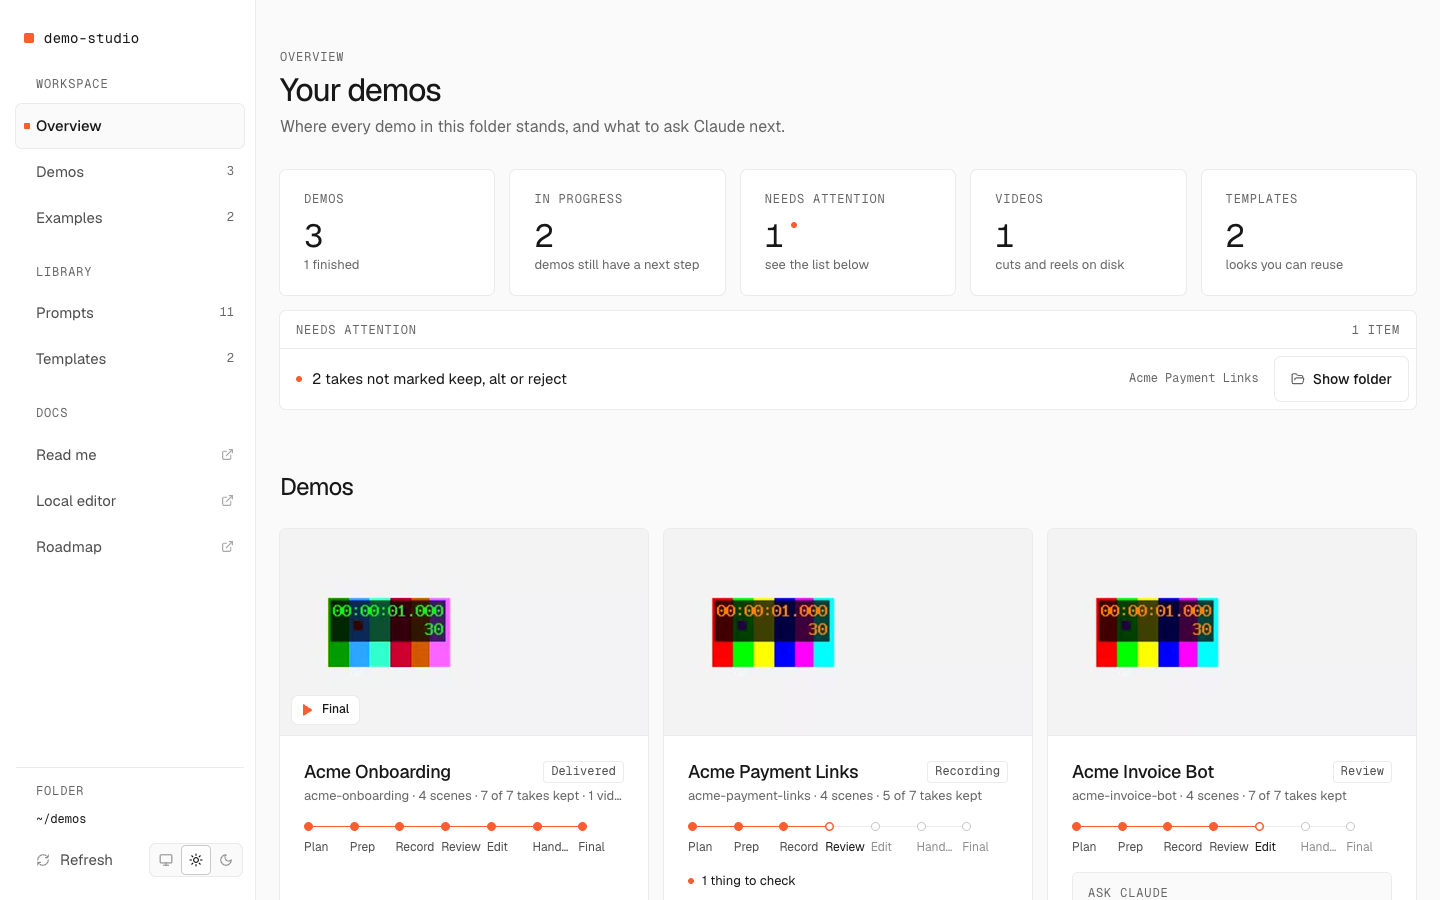 demo-studio
WORKSPACE
Overview
Demos 3
Examples 2
LIBRARY
Prompts 11
Templates 2
DOCS
Read me
Local editor
Roadmap
FOLDER
~/demos
Refresh
OVERVIEW
Your demos
Where every demo in this folder stands, and what to ask Claude next.
DEMOS
3
1 finished
IN PROGRESS
2
demos still have a next step
NEEDS ATTENTION
1
see the list below
VIDEOS
1
cuts and reels on disk
TEMPLATES
2
looks you can reuse
NEEDS ATTENTION 1 ITEM
2 takes not marked keep, alt or reject Acme Payment Links Show folder
Demos
00:00:01.000
30
Final
Acme Onboarding Delivered
acme-onboarding · 4 scenes · 7 of 7 takes kept · 1 vid…
Plan Prep Record Review Edit Hand… Final
00:00:01.000
30
Acme Payment Links Recording
acme-payment-links · 4 scenes · 5 of 7 takes kept
Plan Prep Record Review Edit Hand… Final
1 thing to check
00:00:01.000
30
Acme Invoice Bot Review
acme-invoice-bot · 4 scenes · 7 of 7 takes kept
Plan Prep Record Review Edit Hand… Final
ASK CLAUDE